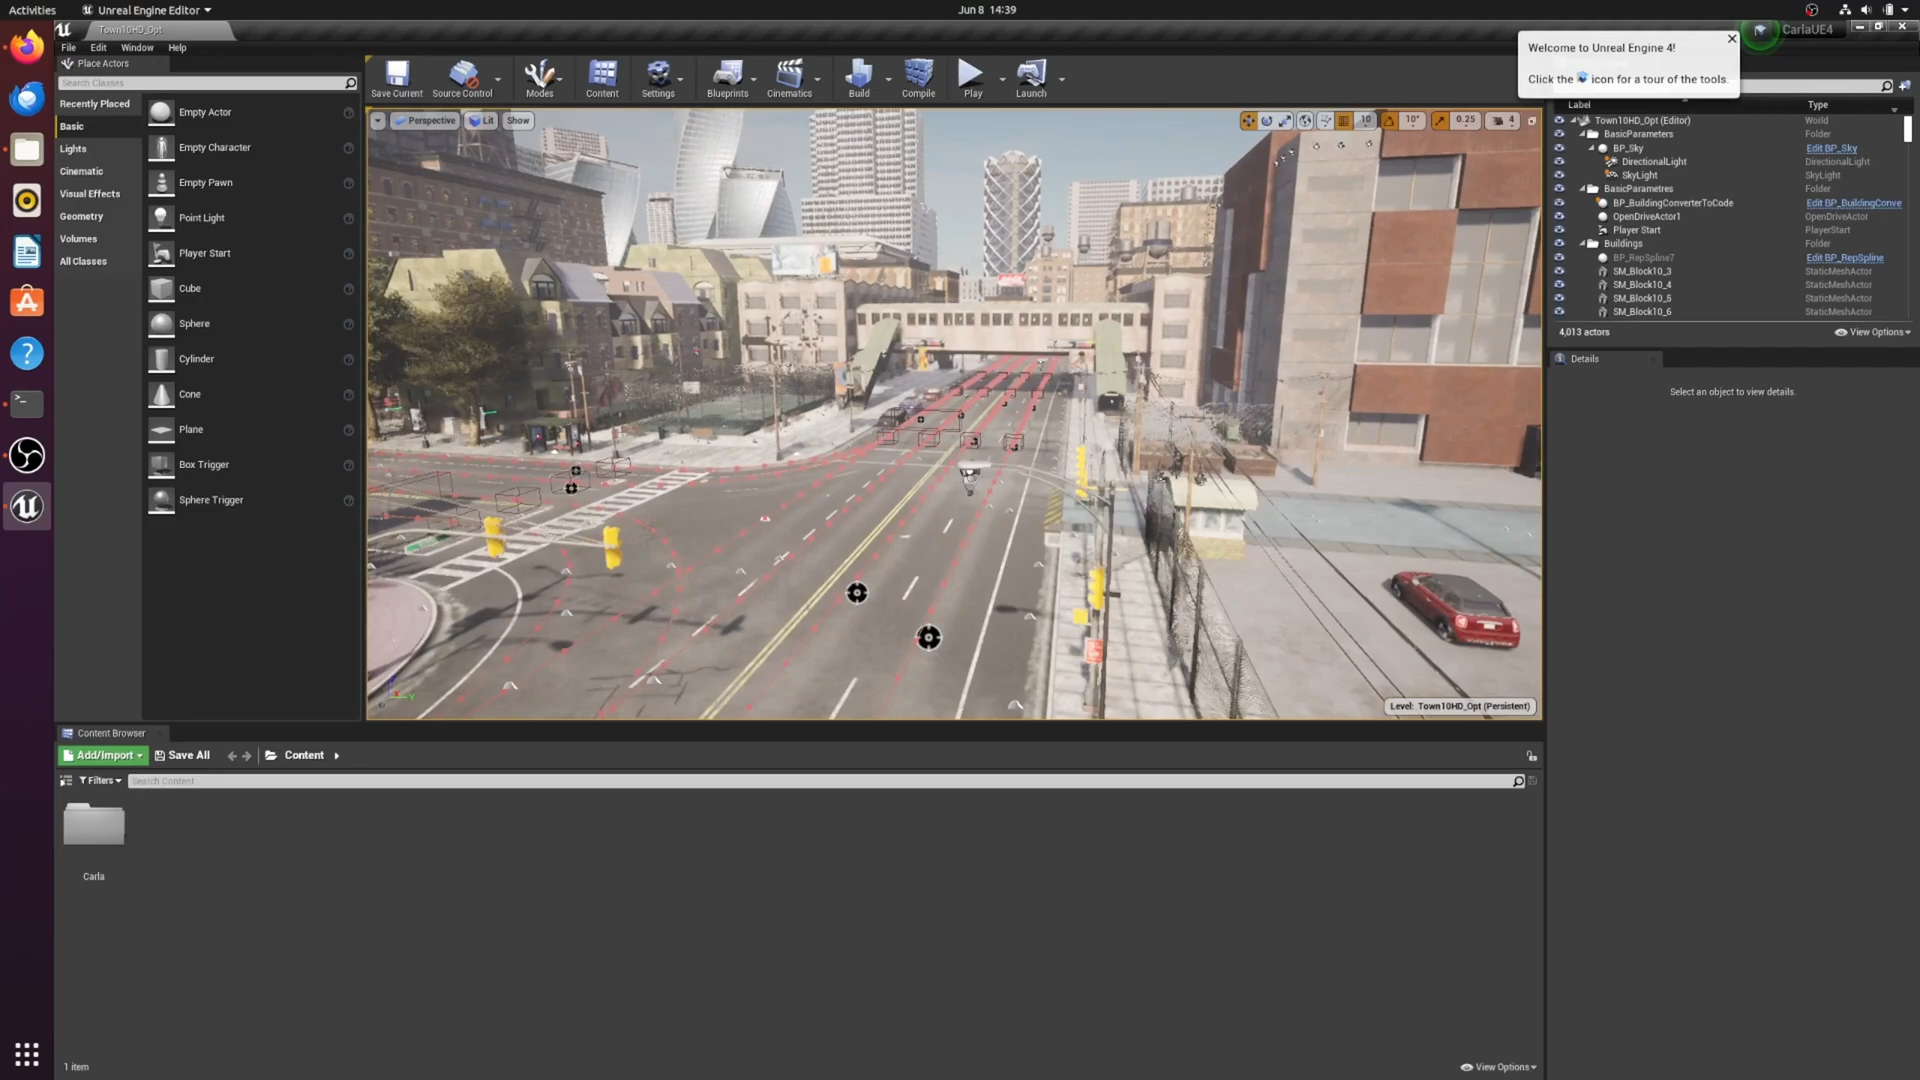 Activities
Unreal Engine Editor
Jun 8 14:39
Town10HD_Opt
CarlaUE4
File Edit Window Help
Welcome to Unreal Engine 4!
Click the icon for a tour of the tools.
Place Actors
Search Classes
Recently Placed
Basic
Lights
Cinematic
Visual Effects
Geometry
Volumes
All Classes
Empty Actor
Empty Character
Empty Pawn
Point Light
Player Start
Cube
Sphere
Cylinder
Cone
Plane
Box Trigger
Sphere Trigger
Save Current
Source Control
Modes
Content
Settings
Blueprints
Cinematics
Build
Compile
Play
Launch
Perspective
Lit
Show
10
10°
0.25
4
Level: Town10HD_Opt (Persistent)
Label Type
Town10HD_Opt (Editor) World
BasicParameters Folder
BP_Sky Edit BP_Sky
DirectionalLight DirectionalLight
SkyLight SkyLight
BasicParametres Folder
BP_BuildingConverterToCode Edit BP_BuildingConve
OpenDriveActor1 OpenDriveActor
Player Start PlayerStart
Buildings Folder
BP_RepSpline7 Edit BP_RepSpline
SM_Block10_3 StaticMeshActor
SM_Block10_4 StaticMeshActor
SM_Block10_5 StaticMeshActor
SM_Block10_6 StaticMeshActor
4,013 actors
View Options
Details
Select an object to view details.
Content Browser
Add/Import
Save All
Content
Filters
Search Content
Carla
1 item
View Options